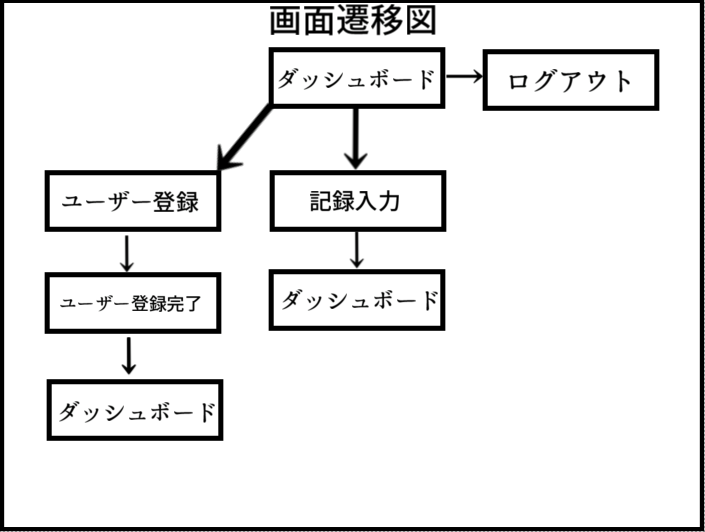 画面遷移図
ダッシュボード
ログアウト
ユーザー登録
記録入力
ユーザー登録完了
ダッシュボード
ダッシュボード